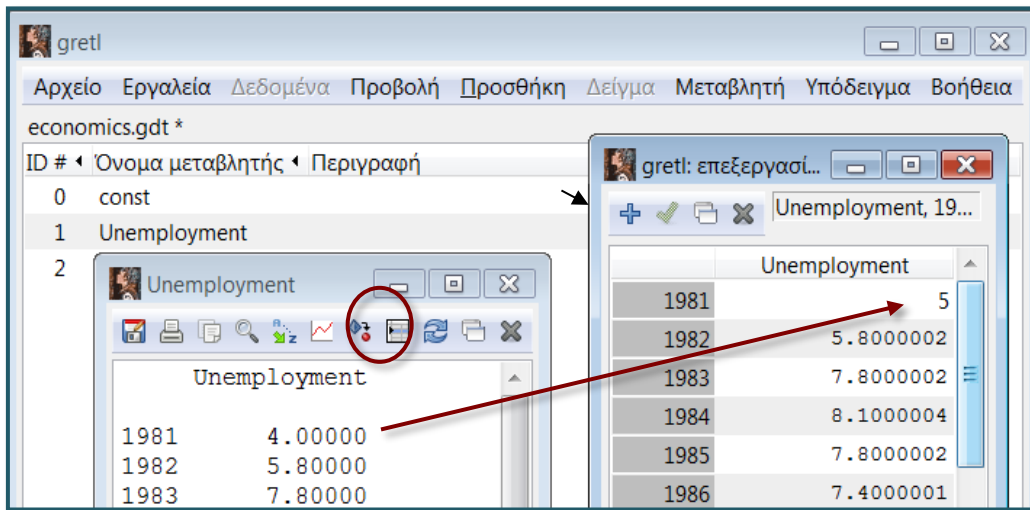 gretl
Αρχείο Εργαλεία Δεδομένα Προβολή Προσθήκη Δείγμα Μεταβλητή Υπόδειγμα Βοήθεια
economics.gdt *
ID # Όνομα μεταβλητής Περιγραφή
0 const
1 Unemployment
2
Unemployment
Unemployment
1981 4.00000
1982 5.80000
1983 7.80000
gretl: επεξεργασί...
Unemployment, 19...
Unemployment
1981 5
1982 5.8000002
1983 7.8000002
1984 8.1000004
1985 7.8000002
1986 7.4000001